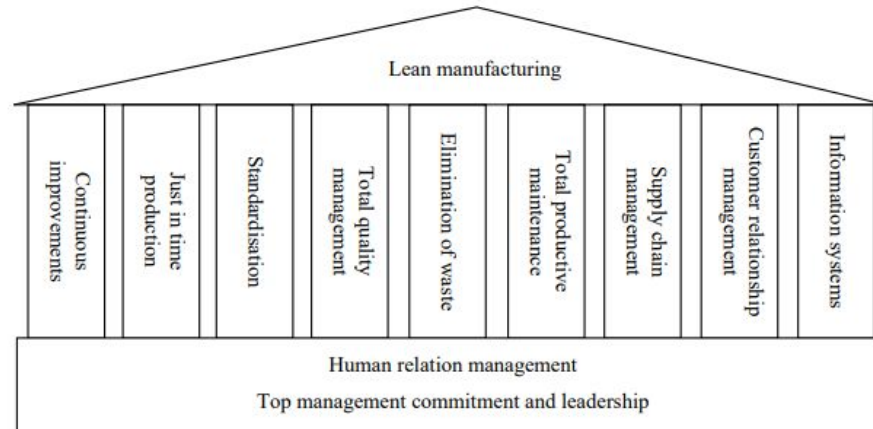 Lean manufacturing
Continuous
improvements
Just in time
production
Standardisation
Total quality
management
Elimination of waste
Total productive
maintenance
Supply chain
management
Customer relationship
management
Information systems
Human relation management
Top management commitment and leadership